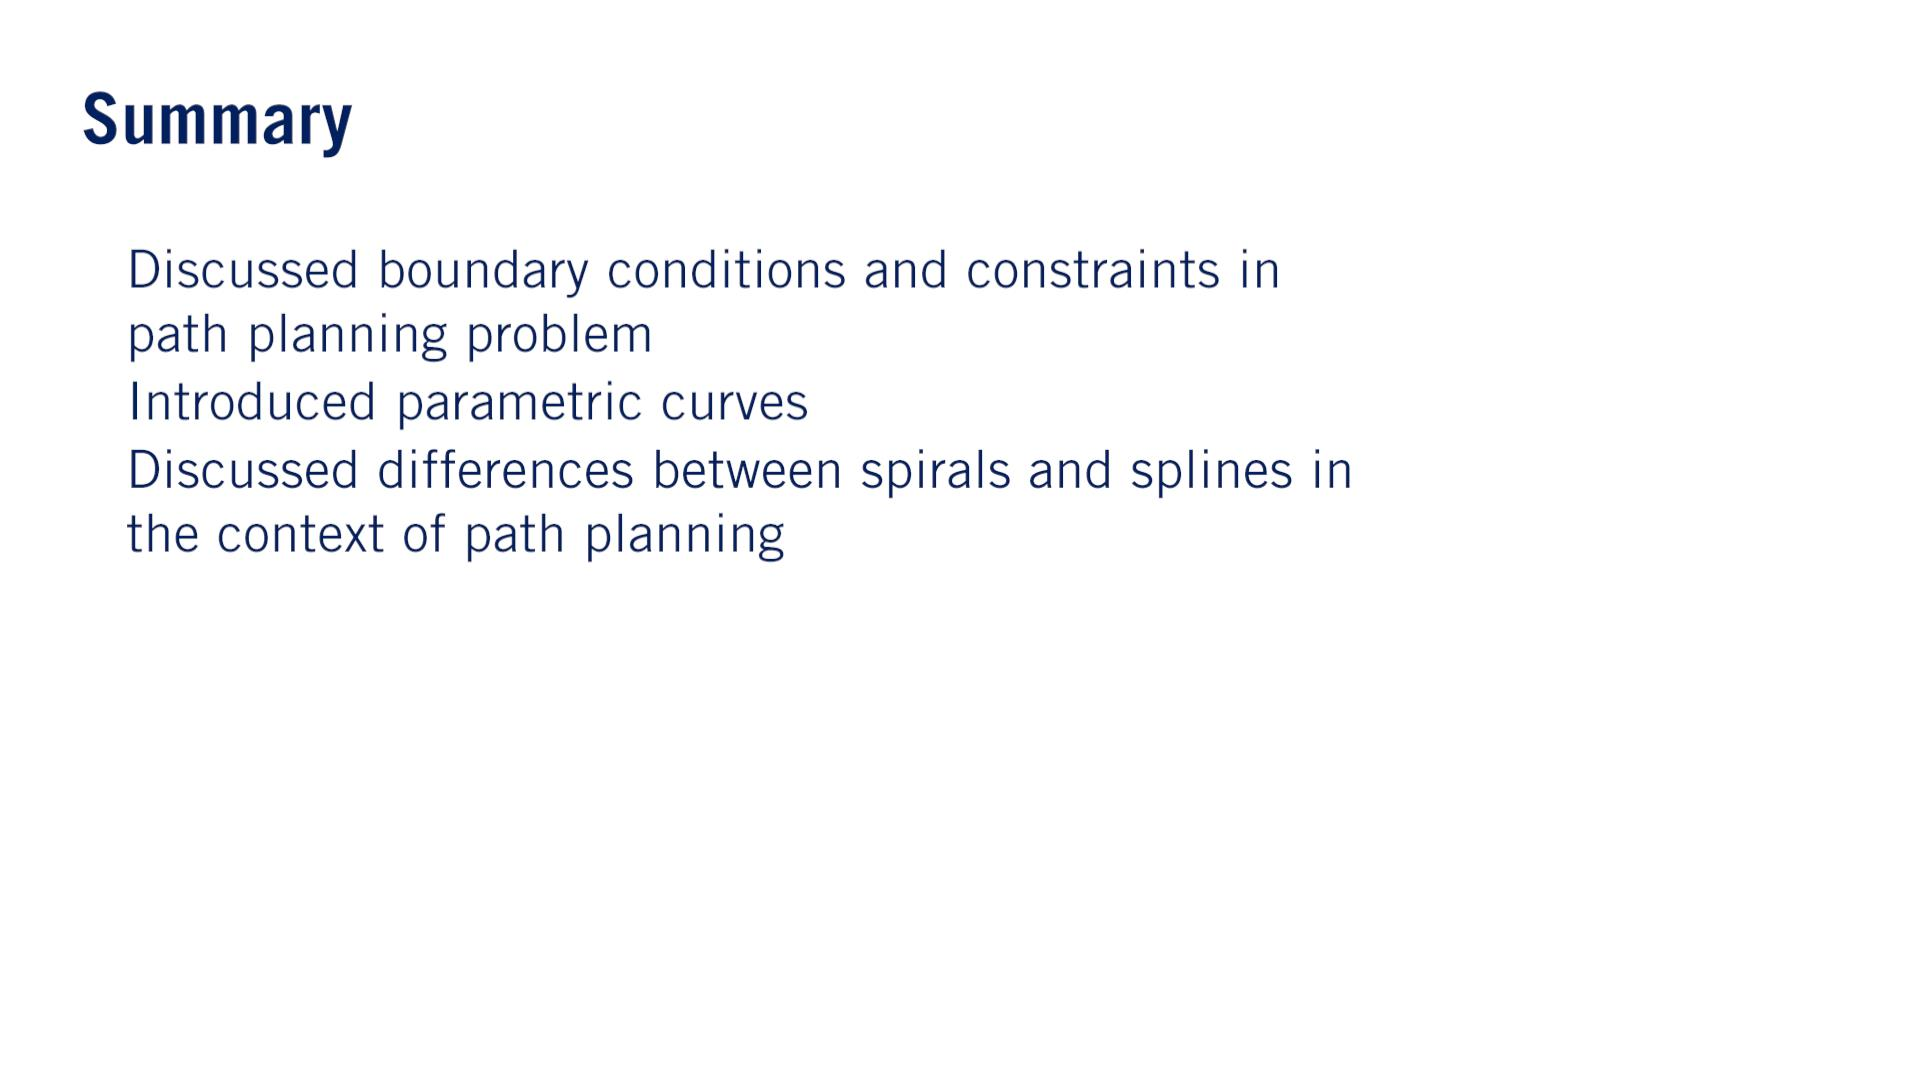 Summary
Discussed boundary conditions and constraints in
path planning problem
Introduced parametric curves
Discussed differences between spirals and splines in
the context of path planning